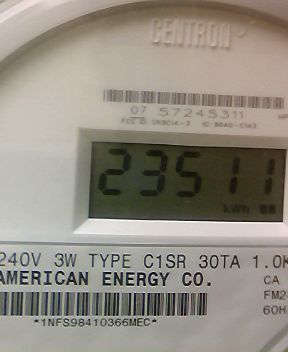 CENTRON®
07 57245311
23511
kWh
240V 3W TYPE C1SR 30TA 1.0K
AMERICAN ENERGY CO.
CA
FM2
60H
*1NFS98410366MEC*